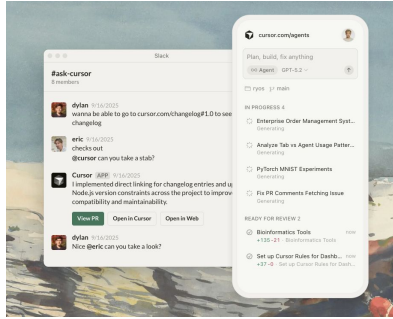 Slack
#ask-cursor
8 members
dylan 9/16/2025
wanna be able to go to cursor.com/changelog#1.0 to see
changelog
eric 9/16/2025
checks out
@cursor can you take a stab?
Cursor APP 9/16/2025
I implemented direct linking for changelog entries and up
Node.js version constraints across the project to improve
compatibility and maintainability.
View PR Open in Cursor Open in Web
dylan 9/16/2025
Nice @eric can you take a look?
cursor.com/agents
Plan, build, fix anything
Agent GPT-5.2
ryos main
IN PROGRESS 4
Enterprise Order Management Syst...
Generating
Analyze Tab vs Agent Usage Patter...
Generating
PyTorch MNIST Experiments
Generating
Fix PR Comments Fetching Issue
Generating
READY FOR REVIEW 2
Bioinformatics Tools now
+135 -21 · Bioinformatics Tools
Set up Cursor Rules for Dashb... now
+37 -0 · Set up Cursor Rules for Dash...